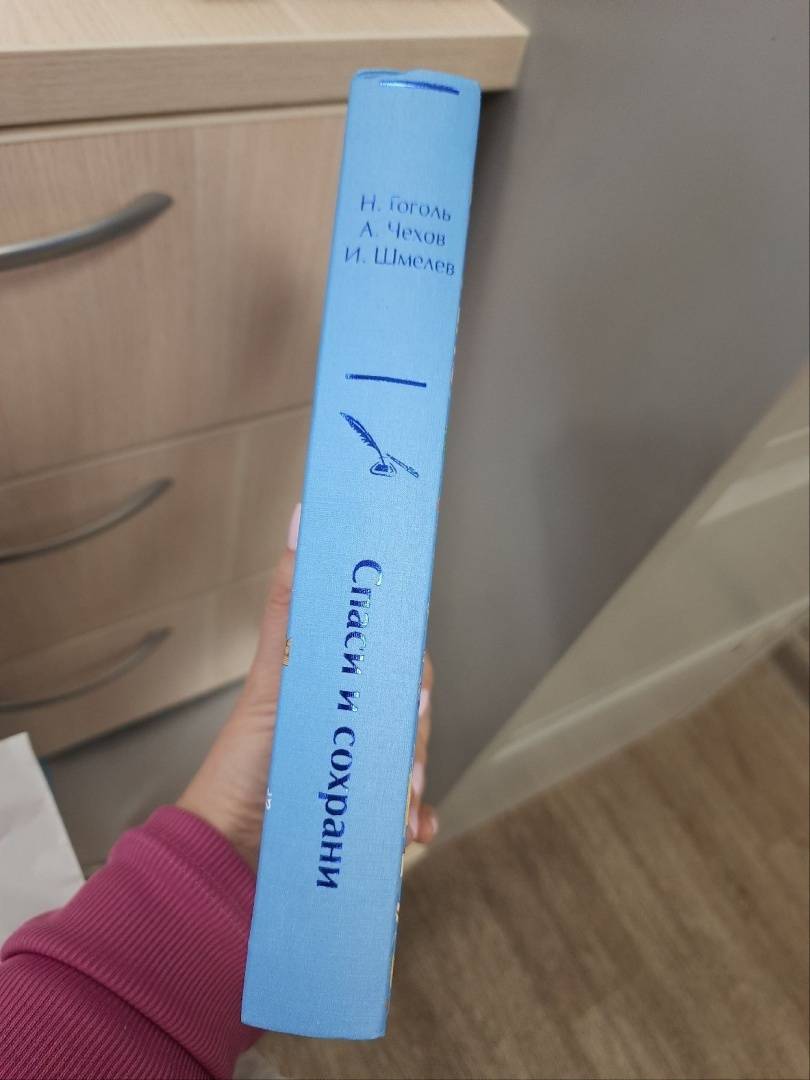 Н. Гоголь
А. Чехов
И. Шмелев
Спаси и сохрани